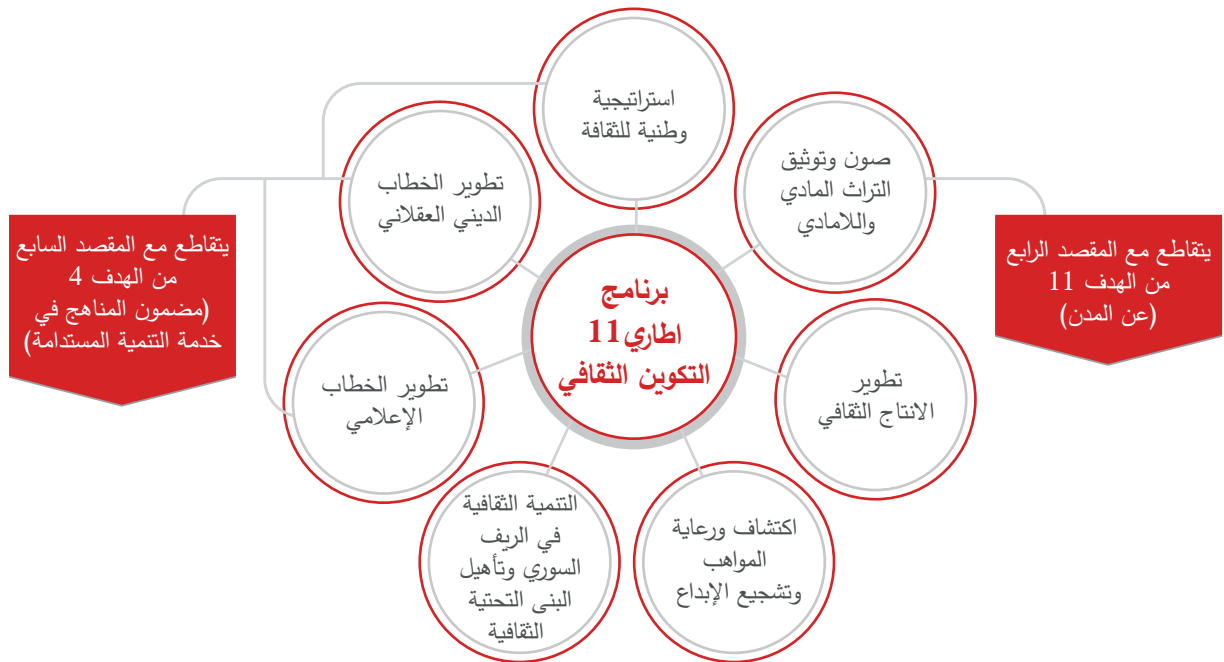 استراتيجية
وطنية للثقافة
صون وتوثيق
التراث المادي
واللامادي
تطوير الخطاب
الديني العقلاني
يتقاطع مع المقصد الرابع
من الهدف 11
(عن المدن)
يتقاطع مع المقصد السابع
من الهدف 4
(مضمون المناهج في
خدمة التنمية المستدامة)
برنامج
اطاري11
التكوين الثقافي
تطوير
الانتاج الثقافي
تطوير الخطاب
الإعلامي
اكتشاف ورعاية
المواهب
وتشجيع الإبداع
التنمية الثقافية
في الريف
السوري وتأهيل
البنى التحتية
الثقافية